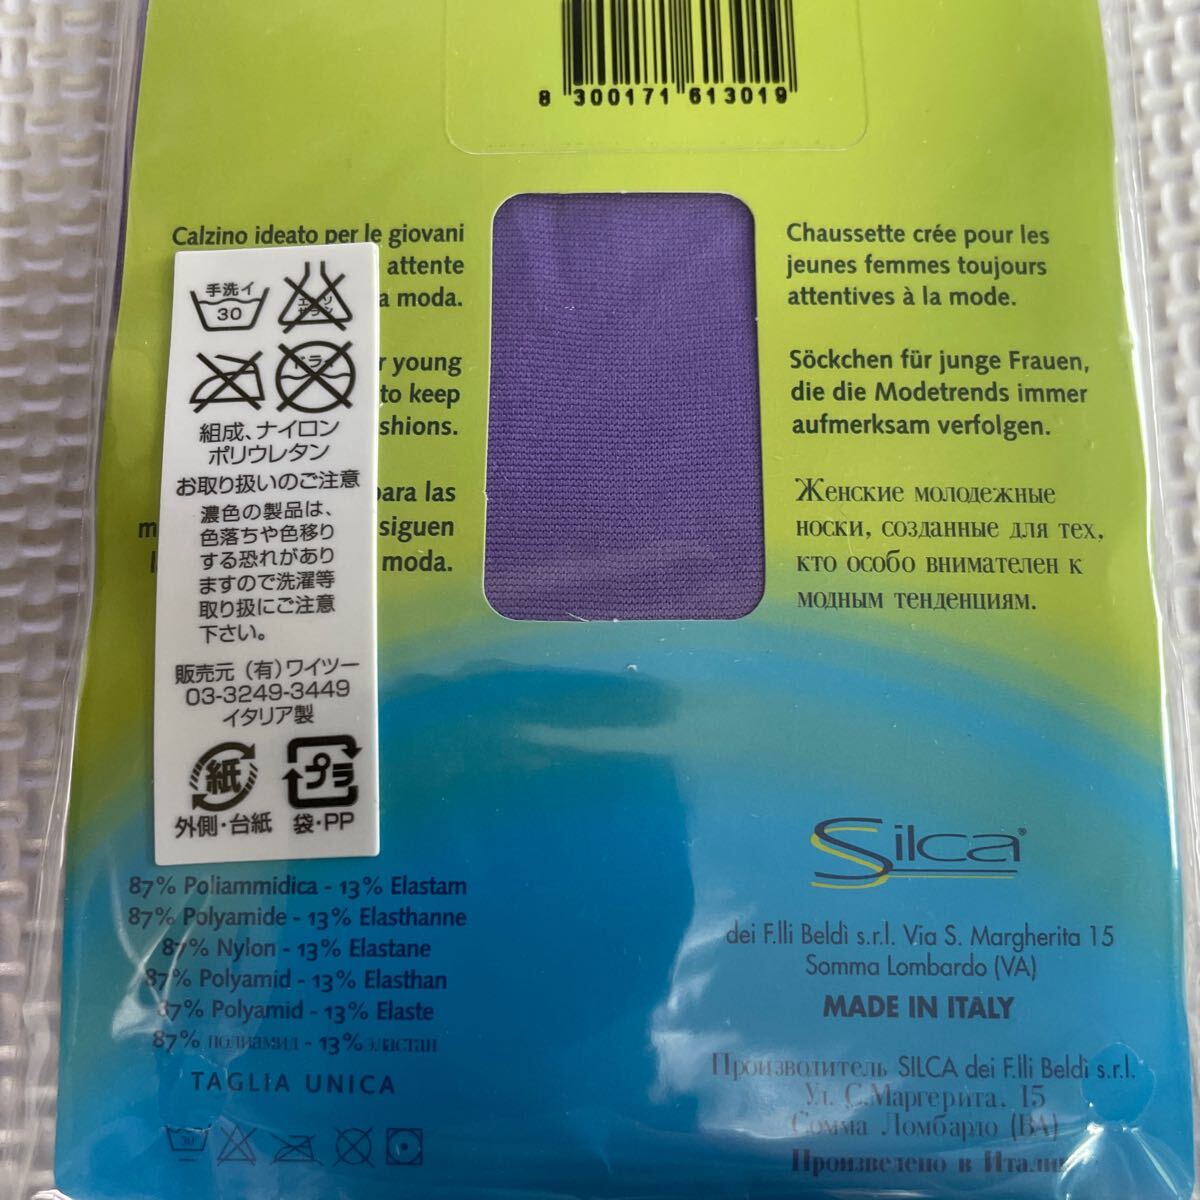 8 300171 613019
Calzino ideato per le giovani
attente
a moda.
young
to keep
shions.
para las
siguen
moda.
手洗イ
30
組成、ナイロン
ポリウレタン
お取り扱いのご注意
濃色の製品は、
色落ちや色移り
する恐れがあり
ますので洗濯等
取り扱にご注意
下さい。
販売元 (有)ワイツー
03-3249-3449
イタリア製
紙
外側・台紙
プラ
袋・PP
Chaussette crée pour les
jeunes femmes toujours
attentives à la mode.
Söckchen für junge Frauen,
die die Modetrends immer
aufmerksam verfolgen.
Женские молодежные
носки, созданные для тех,
кто особо внимателен к
модным тенденциям.
87% Poliammidica - 13% Elastam
87% Polyamide - 13% Elasthanne
87% Nylon - 13% Elastane
87% Polyamid - 13% Elasthan
87% Polyamid - 13% Elaste
87% полиамид - 13% эластан
TAGLIA UNICA
30
Silca®
dei F.lli Beldì s.r.l. Via S. Margherita 15
Somma Lombardo (VA)
MADE IN ITALY
Производитель SILCA dei F.lli Beldì s.r.l.
Ул. С.Маргерита, 15
Сомма Ломбардо (ВА)
Произведено в Италии